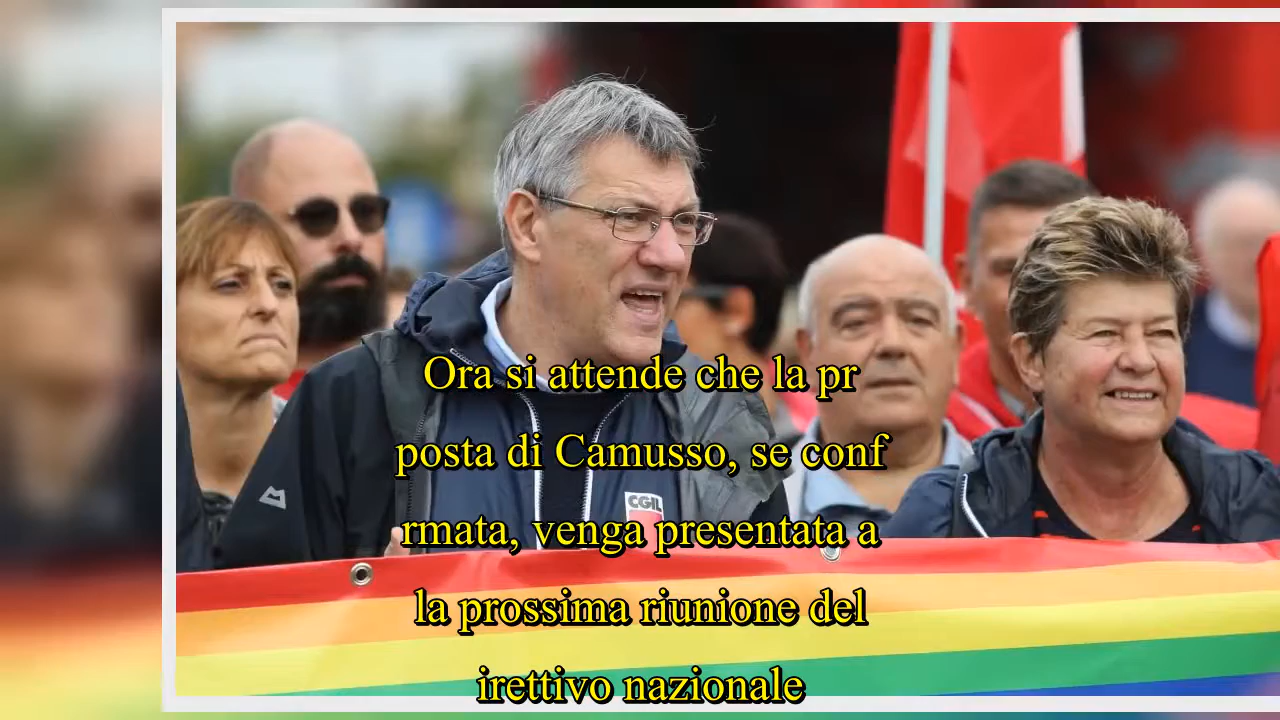 Ora si attende che la pr
posta di Camusso, se conf
rmata, venga presentata a
la prossima riunione del
irettivo nazionale
CGIL